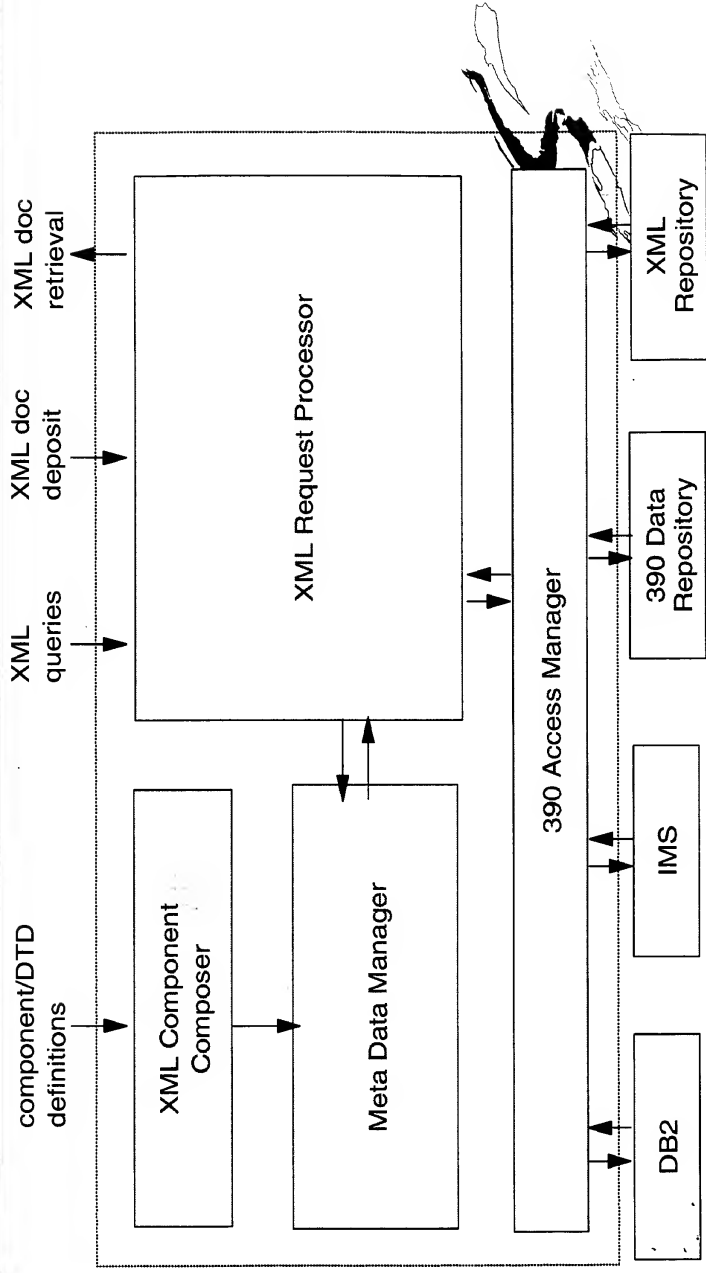 component/DTD
definitions
XML
queries
XML doc
deposit
XML doc
retrieval
XML Component
Composer
Meta Data Manager
XML Request Processor
390 Access Manager
DB2
IMS
390 Data
Repository
XML
Repository